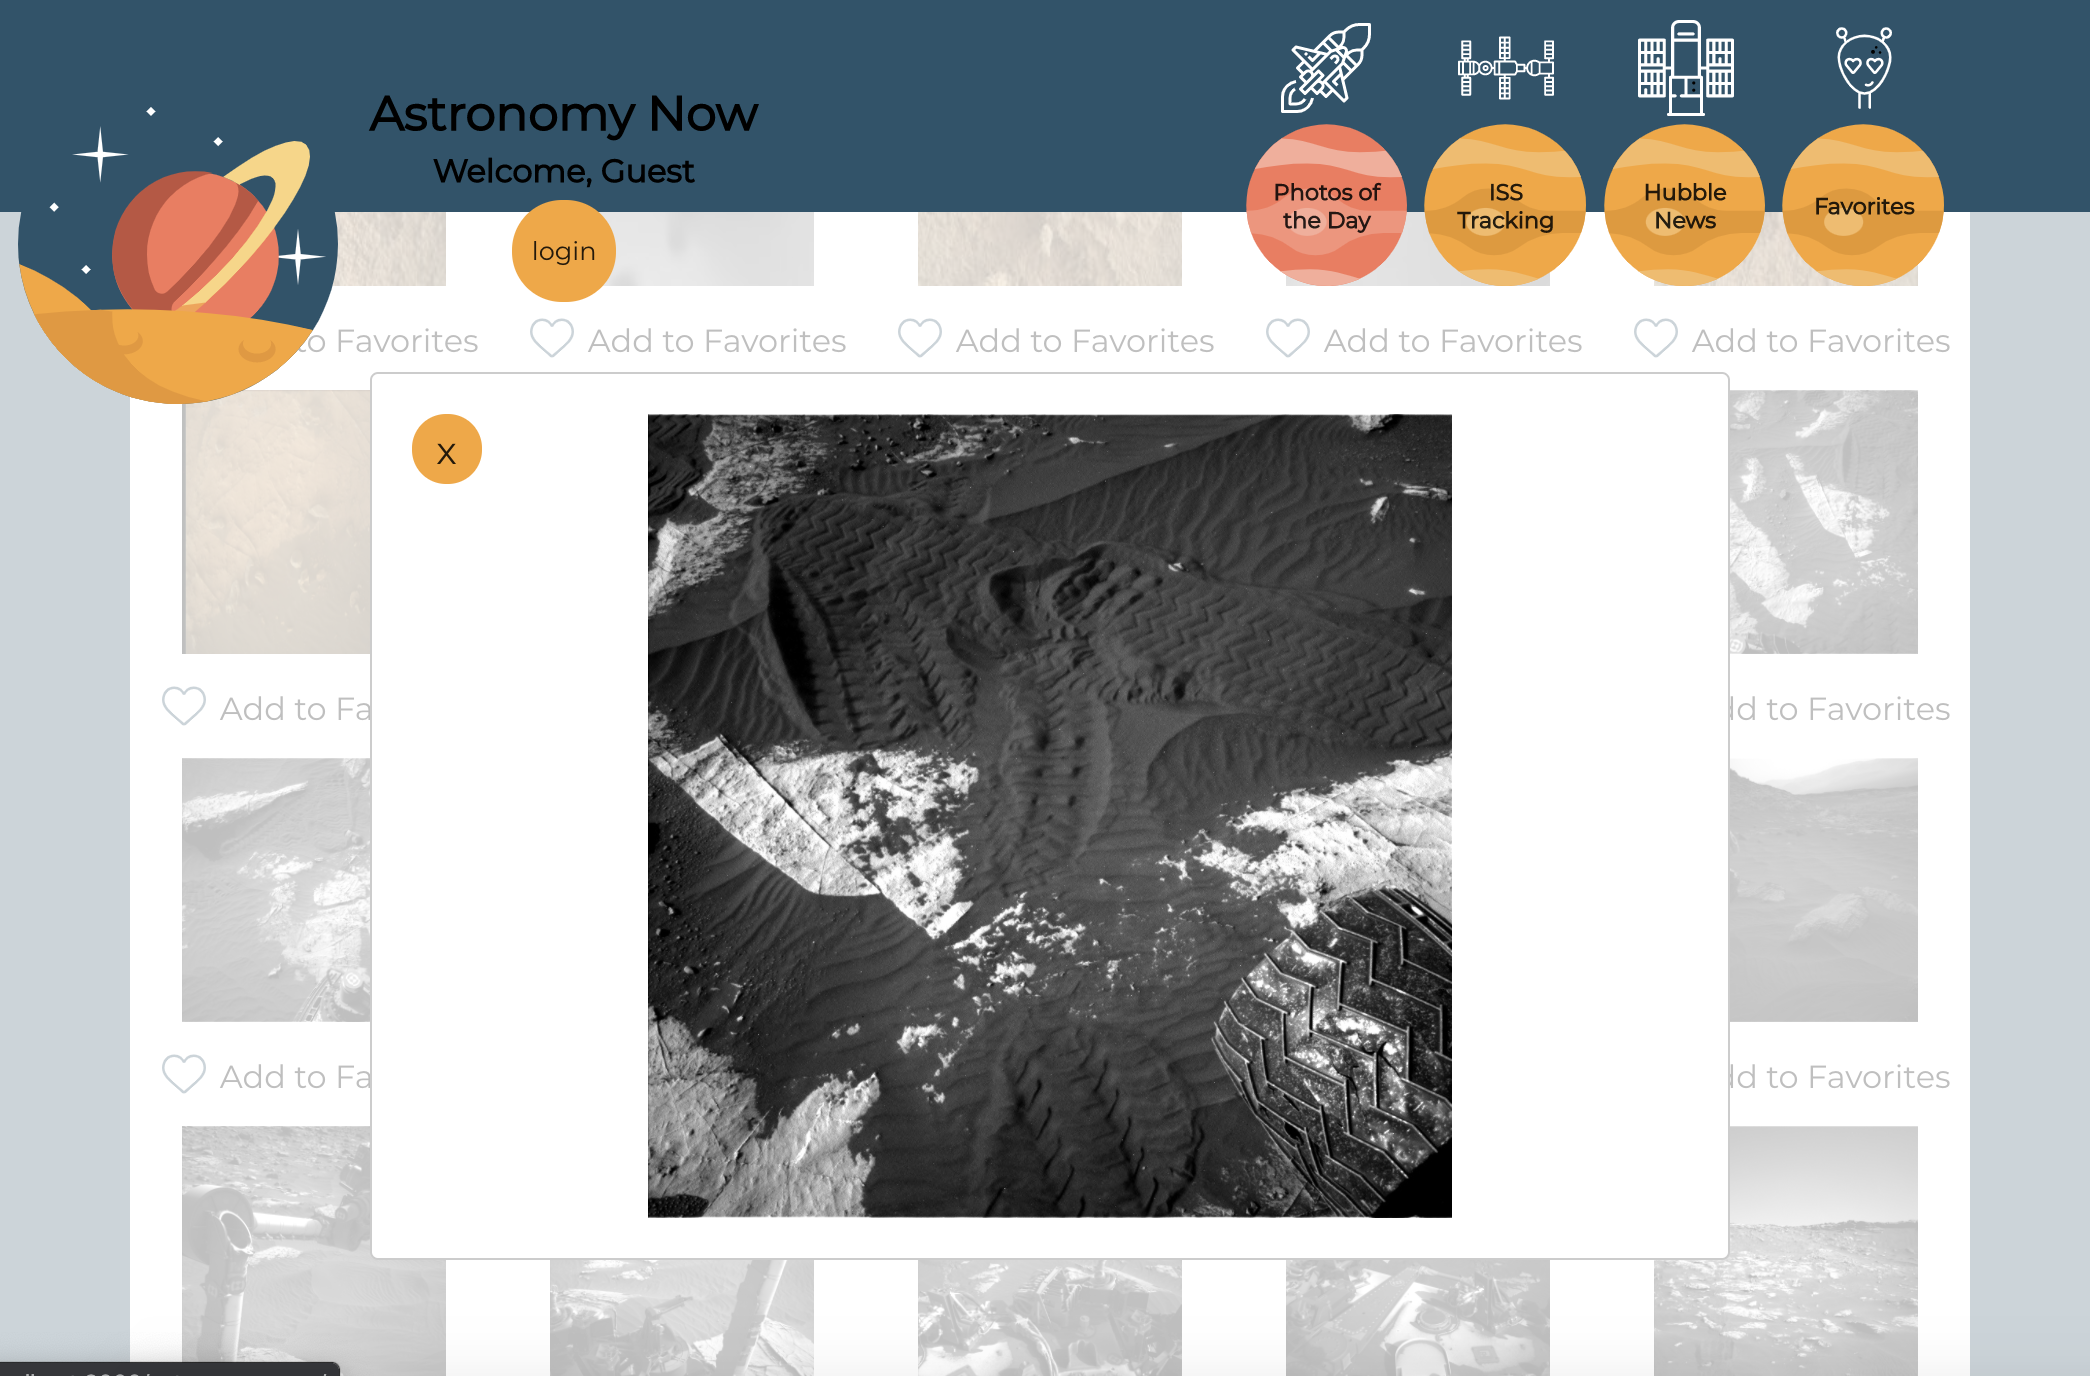 Astronomy Now
Welcome, Guest
login
Photos of
the Day
ISS
Tracking
Hubble
News
Favorites
to Favorites
Add to Favorites
Add to Favorites
Add to Favorites
Add to Favorites
X
Add to Fa
dd to Favorites
Add to Fa
dd to Favorites